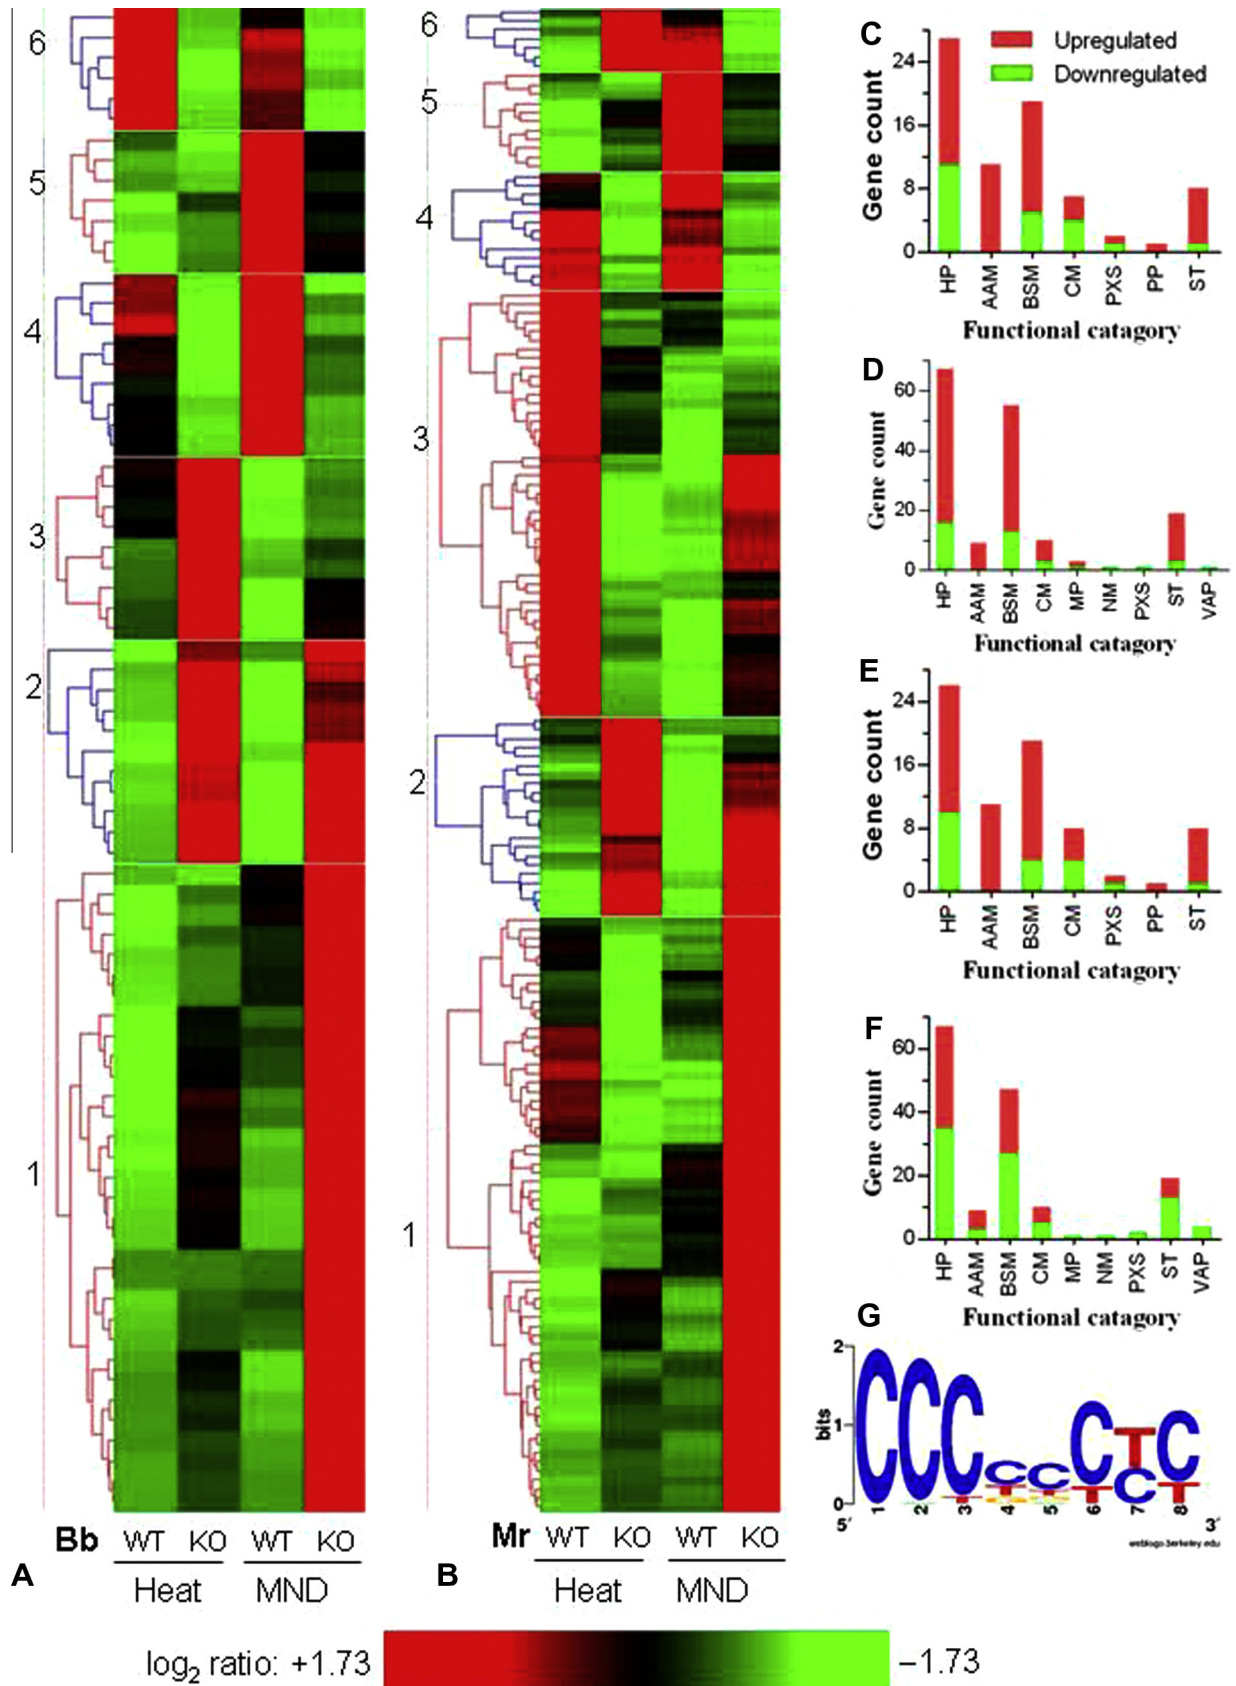 6
5
4
3
2
1
Bb WT KO WT KO
Heat MND
A
6
5
4
3
2
1
Mr WT KO WT KO
Heat MND
B
log2 ratio: +1.73 −1.73
C
Upregulated
Downregulated
Gene count
24
16
8
0
HP AAM BSM CM PXS PP ST
Functional catagory
D
Gene count
60
40
20
0
HP AAM BSM CM MP NM PXS ST VAP
Functional catagory
E
Gene count
24
16
8
0
HP AAM BSM CM PXS PP ST
Functional catagory
F
Gene count
60
40
20
0
HP AAM BSM CM MP NM PXS ST VAP
Functional catagory
G
bits
2
1
0
CCCCCCTC
TTTCT
5′ 1 2 3 4 5 6 7 8 3′
weblogo.berkeley.edu